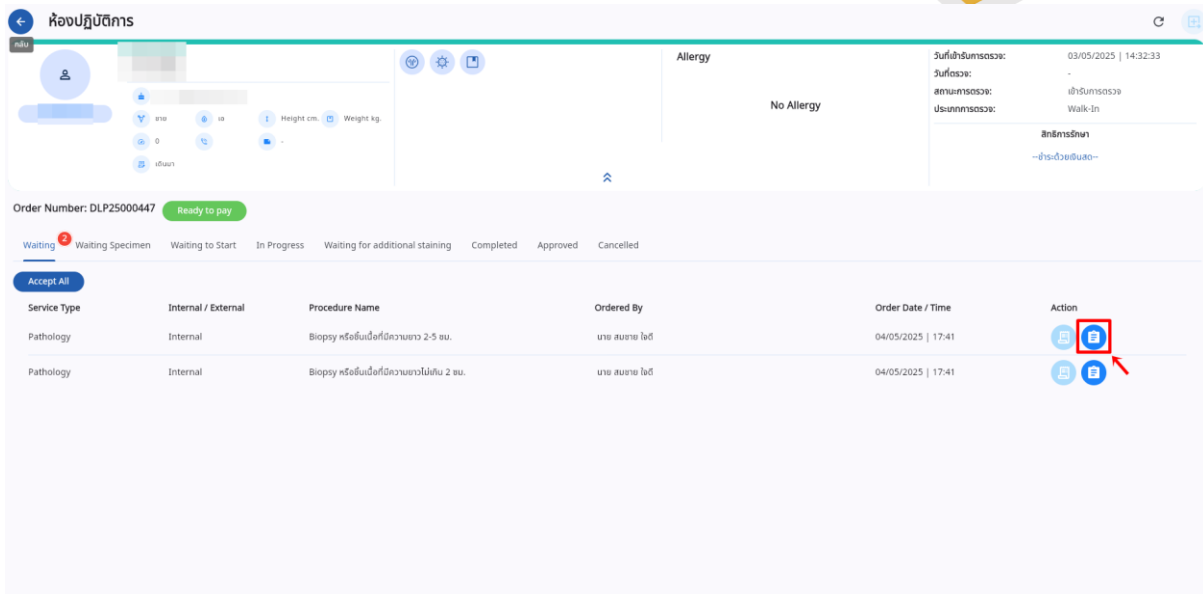 ห้องปฏิบัติการ
กลับ
ชาย เอ Height cm. Weight kg.
0 -
เดินมา
Allergy
No Allergy
วันที่เข้ารับการตรวจ: 03/05/2025 | 14:32:33
วันที่ตรวจ: -
สถานะการตรวจ: เข้ารับการตรวจ
ประเภทการตรวจ: Walk-In
สิทธิการรักษา
--ชำระด้วยเงินสด--
Order Number: DLP25000447 Ready to pay
Waiting 2 Waiting Specimen Waiting to Start In Progress Waiting for additional staining Completed Approved Cancelled
Accept All
Service Type Internal / External Procedure Name Ordered By Order Date / Time Action
Pathology Internal Biopsy หรือชิ้นเนื้อที่มีความยาว 2-5 ซม. นาย สมชาย ใจดี 04/05/2025 | 17:41
Pathology Internal Biopsy หรือชิ้นเนื้อที่มีความยาวไม่เกิน 2 ซม. นาย สมชาย ใจดี 04/05/2025 | 17:41